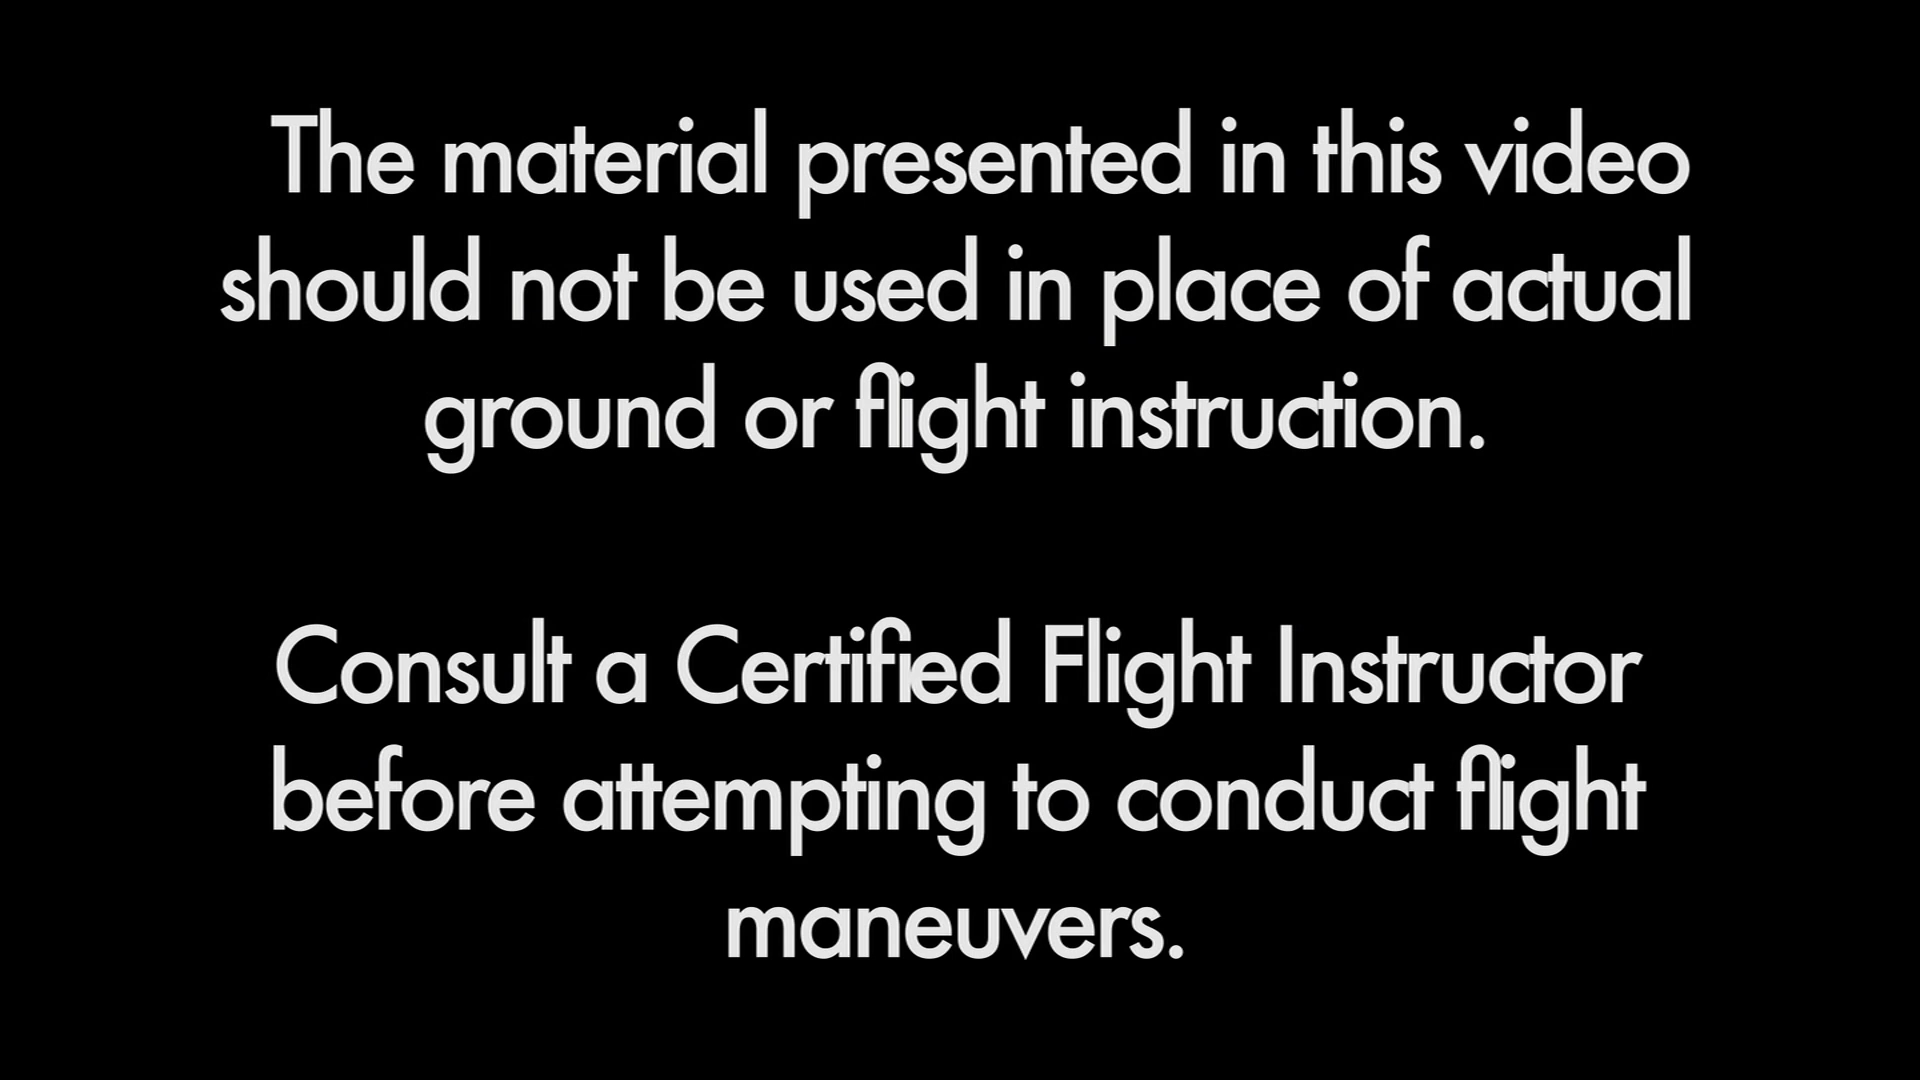 The material presented in this video
should not be used in place of actual
ground or flight instruction.
Consult a Certified Flight Instructor
before attempting to conduct flight
maneuvers.